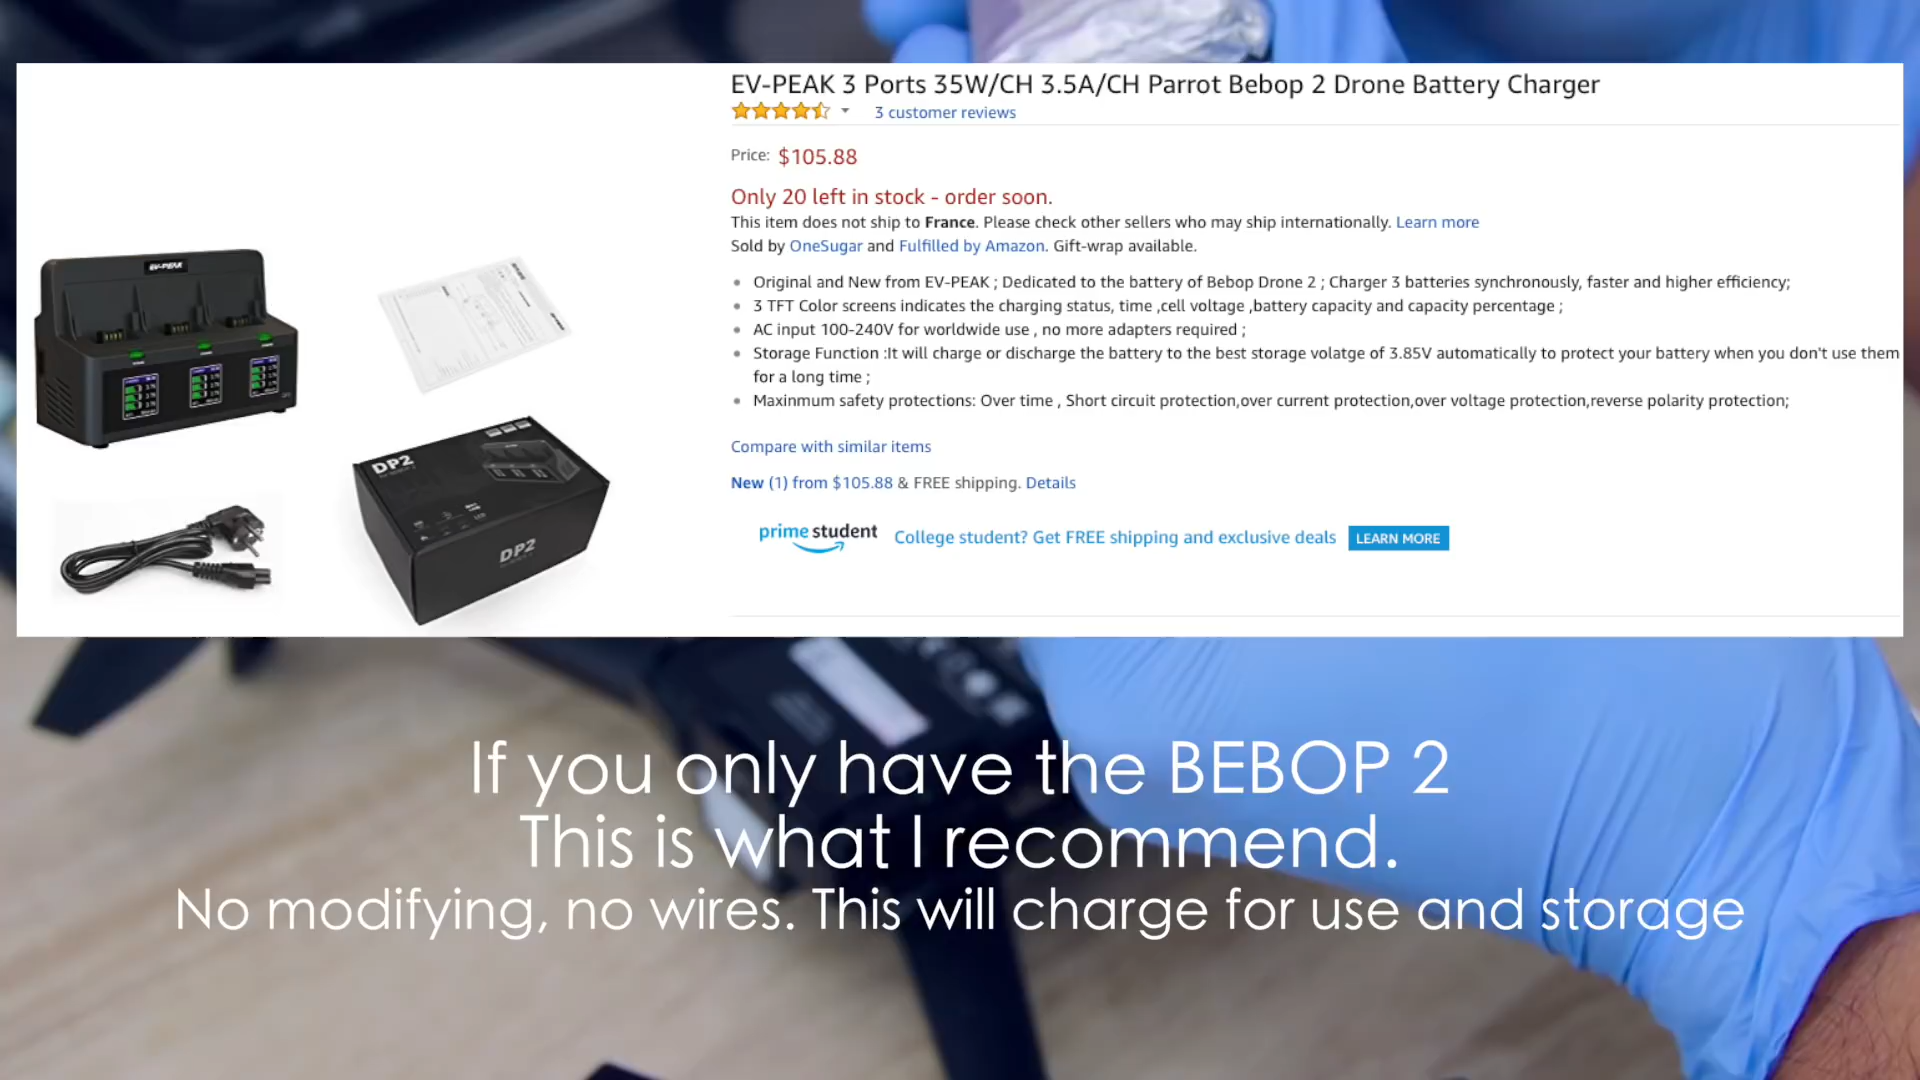 EV-PEAK 3 Ports 35W/CH 3.5A/CH Parrot Bebop 2 Drone Battery Charger
3 customer reviews
Price: $105.88
Only 20 left in stock - order soon.
This item does not ship to France. Please check other sellers who may ship internationally. Learn more
Sold by OneSugar and Fulfilled by Amazon. Gift-wrap available.
Original and New from EV-PEAK ; Dedicated to the battery of Bebop Drone 2 ; Charger 3 batteries synchronously, faster and higher efficiency;
3 TFT Color screens indicates the charging status, time ,cell voltage ,battery capacity and capacity percentage ;
AC input 100-240V for worldwide use , no more adapters required ;
Storage Function :It will charge or discharge the battery to the best storage volatge of 3.85V automatically to protect your battery when you don't use them
for a long time ;
Maxinmum safety protections: Over time , Short circuit protection,over current protection,over voltage protection,reverse polarity protection;
Compare with similar items
New (1) from $105.88 & FREE shipping. Details
prime student College student? Get FREE shipping and exclusive deals LEARN MORE
EV-PEAK
DP2
DP2
If you only have the BEBOP 2
This is what I recommend.
No modifying, no wires. This will charge for use and storage